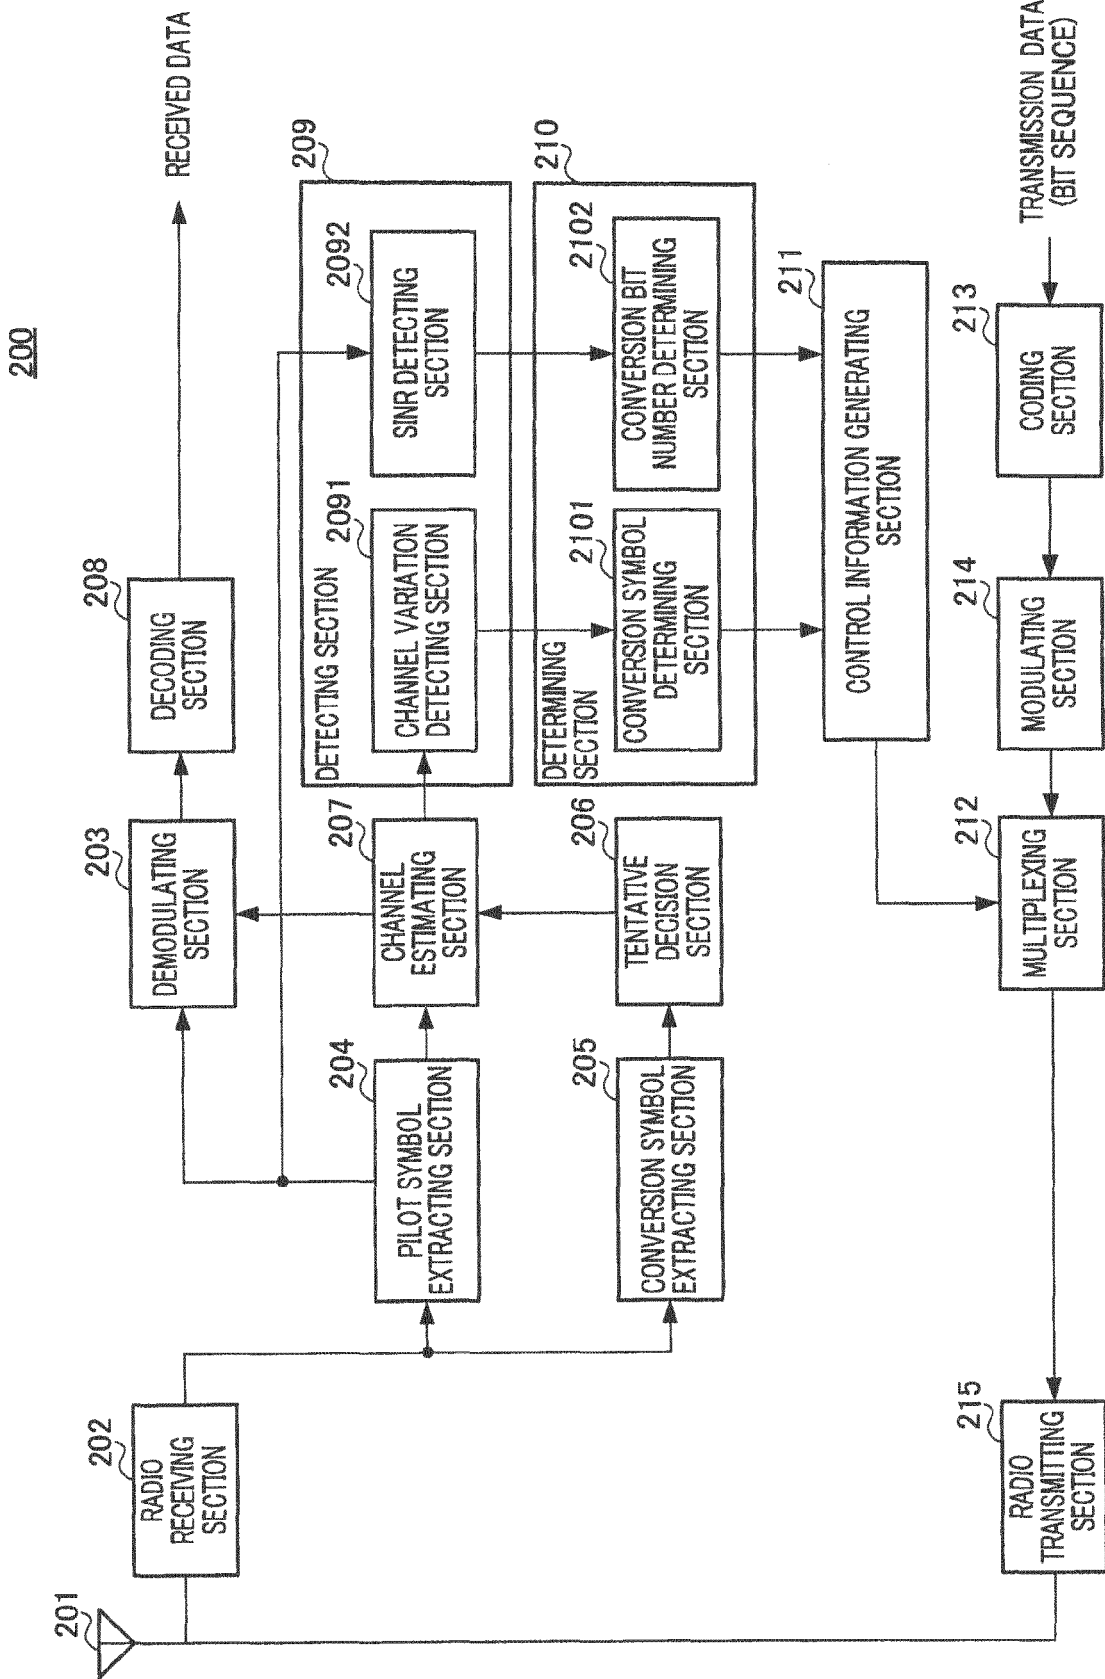 200
201
202
RADIO
RECEIVING
SECTION
203
DEMODULATING
SECTION
208
DECODING
SECTION
RECEIVED DATA
204
PILOT SYMBOL
EXTRACTING SECTION
207
CHANNEL
ESTIMATING
SECTION
209
DETECTING SECTION
2091
CHANNEL VARIATION
DETECTING SECTION
2092
SINR DETECTING
SECTION
205
CONVERSION SYMBOL
EXTRACTING SECTION
206
TENTATIVE
DECISION
SECTION
210
DETERMINING
SECTION
2101
CONVERSION SYMBOL
DETERMINING
SECTION
2102
CONVERSION BIT
NUMBER DETERMINING
SECTION
211
CONTROL INFORMATION GENERATING
SECTION
215
RADIO
TRANSMITTING
SECTION
212
MULTIPLEXING
SECTION
214
MODULATING
SECTION
213
CODING
SECTION
TRANSMISSION DATA
(BIT SEQUENCE)